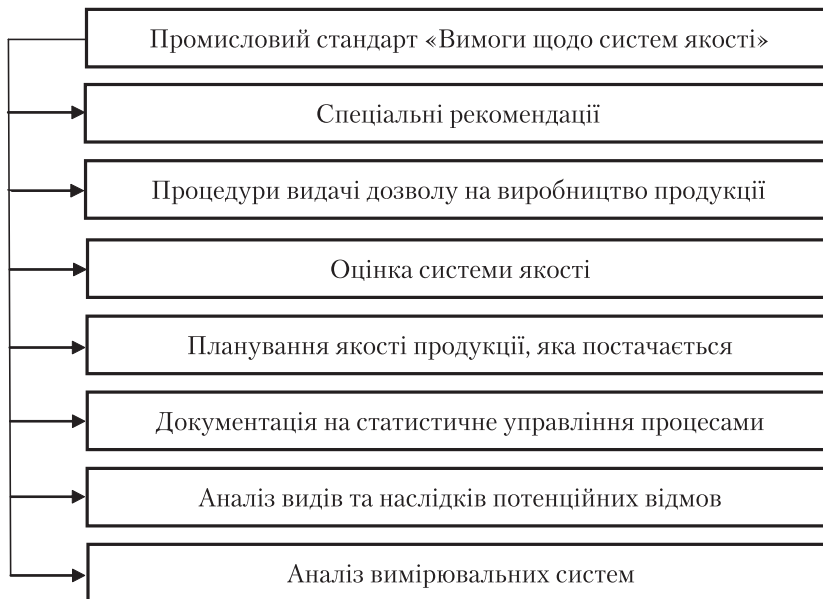 Промисловий стандарт «Вимоги щодо систем якості»
Спеціальні рекомендації
Процедури видачі дозволу на виробництво продукції
Оцінка системи якості
Планування якості продукції, яка постачається
Документація на статистичне управління процесами
Аналіз видів та наслідків потенційних відмов
Аналіз вимірювальних систем